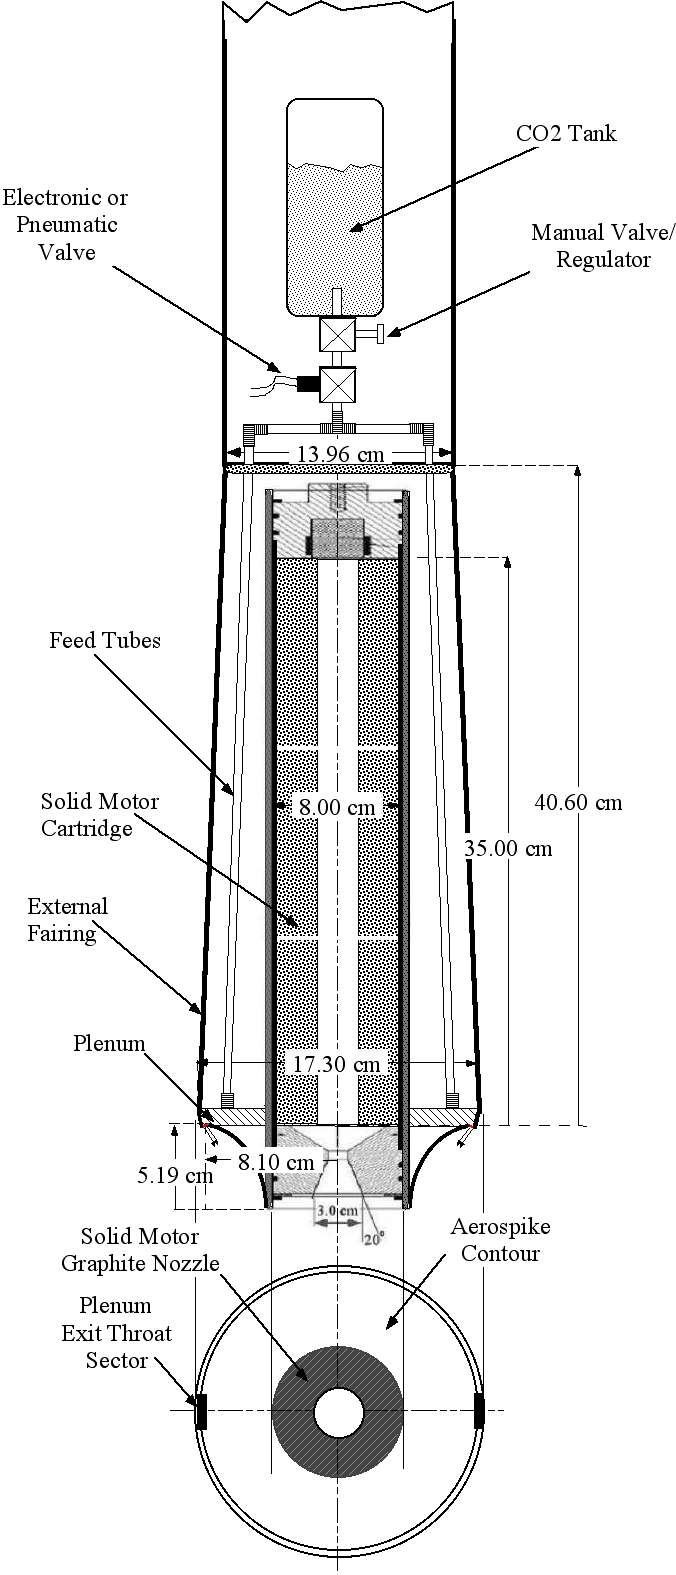 CO2 Tank
Electronic or
Pneumatic
Valve
Manual Valve/
Regulator
13.96 cm
Feed Tubes
Solid Motor
Cartridge
8.00 cm
40.60 cm
35.00 cm
External
Fairing
Plenum
17.30 cm
5.19 cm
8.10 cm
3.0 cm
20°
Solid Motor
Graphite Nozzle
Aerospike
Contour
Plenum
Exit Throat
Sector